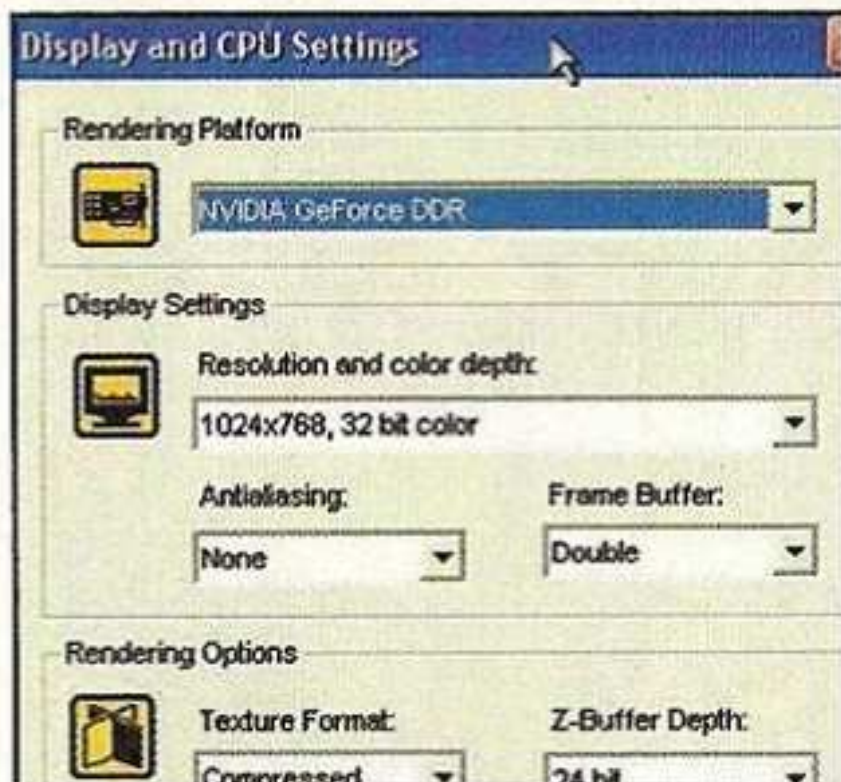 Display and CPU Settings
Rendering Platform
NVIDIA GeForce DDR
Display Settings
Resolution and color depth:
1024x768, 32 bit color
Antialiasing:
Frame Buffer:
None
Double
Rendering Options
Texture Format:
Z-Buffer Depth:
Compressed
24 bit